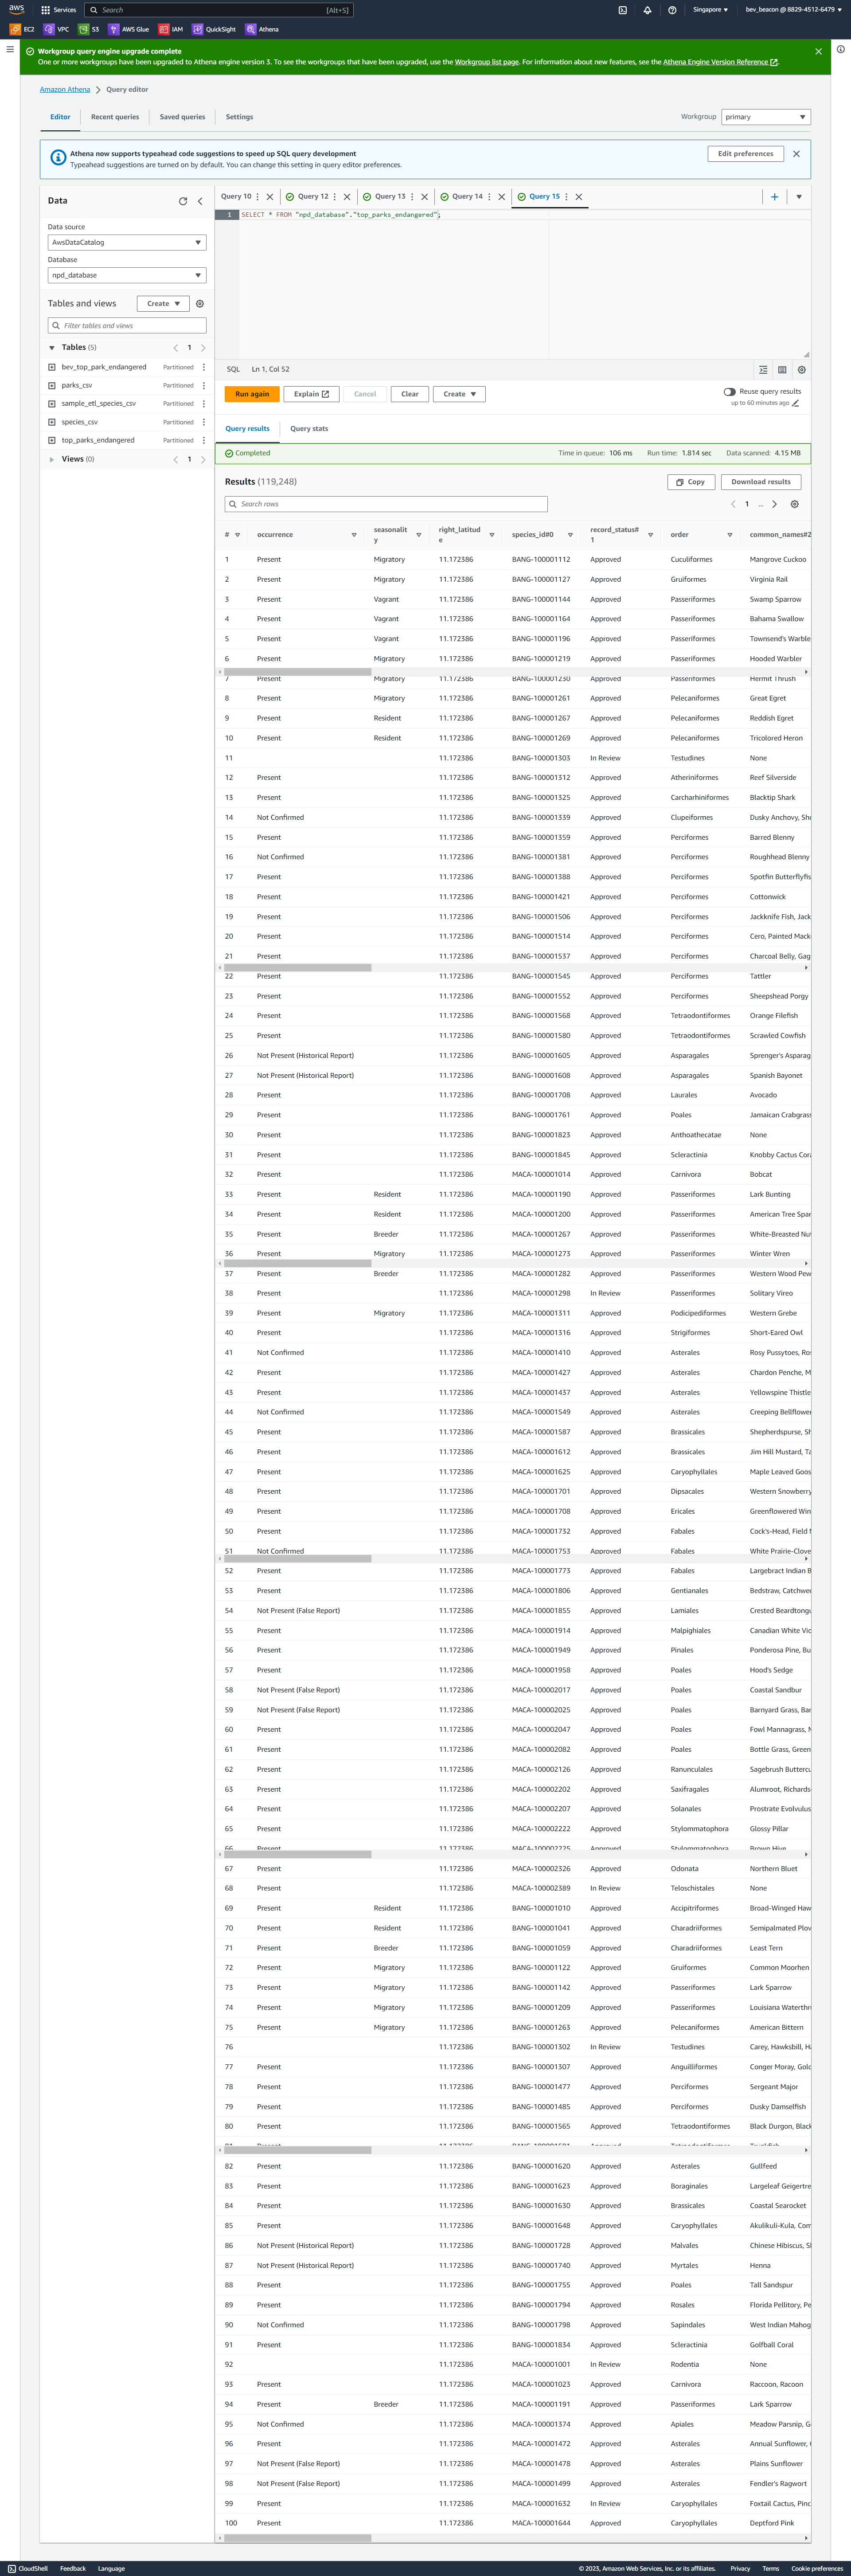 aws Services Search [Alt+S] Singapore bev_beacon @ 8829-4512-6479
EC2 VPC S3 AWS Glue IAM QuickSight Athena
Workgroup query engine upgrade complete
One or more workgroups have been upgraded to Athena engine version 3. To see the workgroups that have been upgraded, use the Workgroup list page. For information about new features, see the Athena Engine Version Reference
Amazon Athena Query editor
Editor Recent queries Saved queries Settings Workgroup primary
Athena now supports typeahead code suggestions to speed up SQL query development
Typeahead suggestions are turned on by default. You can change this setting in query editor preferences.
Edit preferences
Data
Data source
AwsDataCatalog
Database
npd_database
Tables and views Create
Filter tables and views
Tables (5) 1
bev_top_park_endangered Partitioned
parks_csv Partitioned
sample_etl_species_csv Partitioned
species_csv Partitioned
top_parks_endangered Partitioned
Views (0) 1
Query 10 Query 12 Query 13 Query 14 Query 15
1 SELECT * FROM "npd_database"."top_parks_endangered";
SQL Ln 1, Col 52
Run again Explain Cancel Clear Create
Reuse query results
up to 60 minutes ago
Query results Query stats
Completed Time in queue: 106 ms Run time: 1.814 sec Data scanned: 4.15 MB
Results (119,248) Copy Download results
Search rows 1 ...
# occurrence seasonality right_latitude species_id#0 record_status#1 order common_names#2
1 Present Migratory 11.172386 BANG-100001112 Approved Cuculiformes Mangrove Cuckoo
2 Present Migratory 11.172386 BANG-100001127 Approved Gruiformes Virginia Rail
3 Present Vagrant 11.172386 BANG-100001144 Approved Passeriformes Swamp Sparrow
4 Present Vagrant 11.172386 BANG-100001164 Approved Passeriformes Bahama Swallow
5 Present Vagrant 11.172386 BANG-100001196 Approved Passeriformes Townsend's Warble
6 Present Migratory 11.172386 BANG-100001219 Approved Passeriformes Hooded Warbler
7 Present Migratory 11.172386 BANG-100001230 Approved Passeriformes Hermit Thrush
8 Present Migratory 11.172386 BANG-100001261 Approved Pelecaniformes Great Egret
9 Present Resident 11.172386 BANG-100001267 Approved Pelecaniformes Reddish Egret
10 Present Resident 11.172386 BANG-100001269 Approved Pelecaniformes Tricolored Heron
11 11.172386 BANG-100001303 In Review Testudines None
12 Present 11.172386 BANG-100001312 Approved Atheriniformes Reef Silverside
13 Present 11.172386 BANG-100001325 Approved Carcharhiniformes Blacktip Shark
14 Not Confirmed 11.172386 BANG-100001339 Approved Clupeiformes Dusky Anchovy, Sh
15 Present 11.172386 BANG-100001359 Approved Perciformes Barred Blenny
16 Not Confirmed 11.172386 BANG-100001381 Approved Perciformes Roughhead Blenny
17 Present 11.172386 BANG-100001388 Approved Perciformes Spotfin Butterflyfis
18 Present 11.172386 BANG-100001421 Approved Perciformes Cottonwick
19 Present 11.172386 BANG-100001506 Approved Perciformes Jackknife Fish, Jack
20 Present 11.172386 BANG-100001514 Approved Perciformes Cero, Painted Mack
21 Present 11.172386 BANG-100001537 Approved Perciformes Charcoal Belly, Gag
22 Present 11.172386 BANG-100001545 Approved Perciformes Tattler
23 Present 11.172386 BANG-100001552 Approved Perciformes Sheepshead Porgy
24 Present 11.172386 BANG-100001568 Approved Tetraodontiformes Orange Filefish
25 Present 11.172386 BANG-100001580 Approved Tetraodontiformes Scrawled Cowfish
26 Not Present (Historical Report) 11.172386 BANG-100001605 Approved Asparagales Sprenger's Asparag
27 Not Present (Historical Report) 11.172386 BANG-100001608 Approved Asparagales Spanish Bayonet
28 Present 11.172386 BANG-100001708 Approved Laurales Avocado
29 Present 11.172386 BANG-100001761 Approved Poales Jamaican Crabgrass
30 Present 11.172386 BANG-100001823 Approved Anthoathecatae None
31 Present 11.172386 BANG-100001845 Approved Scleractinia Knobby Cactus Cora
32 Present 11.172386 MACA-100001014 Approved Carnivora Bobcat
33 Present Resident 11.172386 MACA-100001190 Approved Passeriformes Lark Bunting
34 Present Resident 11.172386 MACA-100001200 Approved Passeriformes American Tree Spar
35 Present Breeder 11.172386 MACA-100001267 Approved Passeriformes White-Breasted Nu
36 Present Migratory 11.172386 MACA-100001273 Approved Passeriformes Winter Wren
37 Present Breeder 11.172386 MACA-100001282 Approved Passeriformes Western Wood Pew
38 Present 11.172386 MACA-100001298 In Review Passeriformes Solitary Vireo
39 Present Migratory 11.172386 MACA-100001311 Approved Podicipediformes Western Grebe
40 Present 11.172386 MACA-100001316 Approved Strigiformes Short-Eared Owl
41 Not Confirmed 11.172386 MACA-100001410 Approved Asterales Rosy Pussytoes, Ros
42 Present 11.172386 MACA-100001427 Approved Asterales Chardon Penche, M
43 Present 11.172386 MACA-100001437 Approved Asterales Yellowspine Thistle
44 Not Confirmed 11.172386 MACA-100001549 Approved Asterales Creeping Bellflower
45 Present 11.172386 MACA-100001587 Approved Brassicales Shepherdspurse, Sh
46 Present 11.172386 MACA-100001612 Approved Brassicales Jim Hill Mustard, Ta
47 Present 11.172386 MACA-100001625 Approved Caryophyllales Maple Leaved Goos
48 Present 11.172386 MACA-100001701 Approved Dipsacales Western Snowberry
49 Present 11.172386 MACA-100001708 Approved Ericales Greenflowered Win
50 Present 11.172386 MACA-100001732 Approved Fabales Cock's-Head, Field
51 Not Confirmed 11.172386 MACA-100001753 Approved Fabales White Prairie-Clove
52 Present 11.172386 MACA-100001773 Approved Fabales Largebract Indian B
53 Present 11.172386 MACA-100001806 Approved Gentianales Bedstraw, Catchwe
54 Not Present (False Report) 11.172386 MACA-100001855 Approved Lamiales Crested Beardtongu
55 Present 11.172386 MACA-100001914 Approved Malpighiales Canadian White Vio
56 Present 11.172386 MACA-100001949 Approved Pinales Ponderosa Pine, Bu
57 Present 11.172386 MACA-100001958 Approved Poales Hood's Sedge
58 Not Present (False Report) 11.172386 MACA-100002017 Approved Poales Coastal Sandbur
59 Not Present (False Report) 11.172386 MACA-100002025 Approved Poales Barnyard Grass, Bar
60 Present 11.172386 MACA-100002047 Approved Poales Fowl Mannagrass,
61 Present 11.172386 MACA-100002082 Approved Poales Bottle Grass, Green
62 Present 11.172386 MACA-100002126 Approved Ranunculales Sagebrush Buttercu
63 Present 11.172386 MACA-100002202 Approved Saxifragales Alumroot, Richards
64 Present 11.172386 MACA-100002207 Approved Solanales Prostrate Evolvulus
65 Present 11.172386 MACA-100002222 Approved Stylommatophora Glossy Pillar
66 Present 11.172386 MACA-100002225 Approved Stylommatophora Brown Hive
67 Present 11.172386 MACA-100002326 Approved Odonata Northern Bluet
68 Present 11.172386 MACA-100002389 In Review Teloschistales None
69 Present Resident 11.172386 BANG-100001010 Approved Accipitriformes Broad-Winged Haw
70 Present Resident 11.172386 BANG-100001041 Approved Charadriiformes Semipalmated Plov
71 Present Breeder 11.172386 BANG-100001059 Approved Charadriiformes Least Tern
72 Present Migratory 11.172386 BANG-100001122 Approved Gruiformes Common Moorhen
73 Present Migratory 11.172386 BANG-100001142 Approved Passeriformes Lark Sparrow
74 Present Migratory 11.172386 BANG-100001209 Approved Passeriformes Louisiana Waterthr
75 Present Migratory 11.172386 BANG-100001263 Approved Pelecaniformes American Bittern
76 11.172386 BANG-100001302 In Review Testudines Carey, Hawksbill, Ha
77 Present 11.172386 BANG-100001307 Approved Anguilliformes Conger Moray, Gold
78 Present 11.172386 BANG-100001477 Approved Perciformes Sergeant Major
79 Present 11.172386 BANG-100001485 Approved Perciformes Dusky Damselfish
80 Present 11.172386 BANG-100001565 Approved Tetraodontiformes Black Durgon, Black
82 Present 11.172386 BANG-100001620 Approved Asterales Gullfeed
83 Present 11.172386 BANG-100001623 Approved Boraginales Largeleaf Geigertre
84 Present 11.172386 BANG-100001630 Approved Brassicales Coastal Searocket
85 Present 11.172386 BANG-100001648 Approved Caryophyllales Akulikuli-Kula, Com
86 Not Present (Historical Report) 11.172386 BANG-100001728 Approved Malvales Chinese Hibiscus, S
87 Not Present (Historical Report) 11.172386 BANG-100001740 Approved Myrtales Henna
88 Present 11.172386 BANG-100001755 Approved Poales Tall Sandspur
89 Present 11.172386 BANG-100001794 Approved Rosales Florida Pellitory, Pe
90 Not Confirmed 11.172386 BANG-100001798 Approved Sapindales West Indian Mahog
91 Present 11.172386 BANG-100001834 Approved Scleractinia Golfball Coral
92 11.172386 MACA-100001001 In Review Rodentia None
93 Present 11.172386 MACA-100001023 Approved Carnivora Raccoon, Racoon
94 Present Breeder 11.172386 MACA-100001191 Approved Passeriformes Lark Sparrow
95 Not Confirmed 11.172386 MACA-100001374 Approved Apiales Meadow Parsnip, G
96 Present 11.172386 MACA-100001472 Approved Asterales Annual Sunflower,
97 Not Present (False Report) 11.172386 MACA-100001478 Approved Asterales Plains Sunflower
98 Not Present (False Report) 11.172386 MACA-100001499 Approved Asterales Fendler's Ragwort
99 Present 11.172386 MACA-100001632 In Review Caryophyllales Foxtail Cactus, Pinc
100 Present 11.172386 MACA-100001644 Approved Caryophyllales Deptford Pink
CloudShell Feedback Language © 2023, Amazon Web Services, Inc. or its affiliates. Privacy Terms Cookie preferences